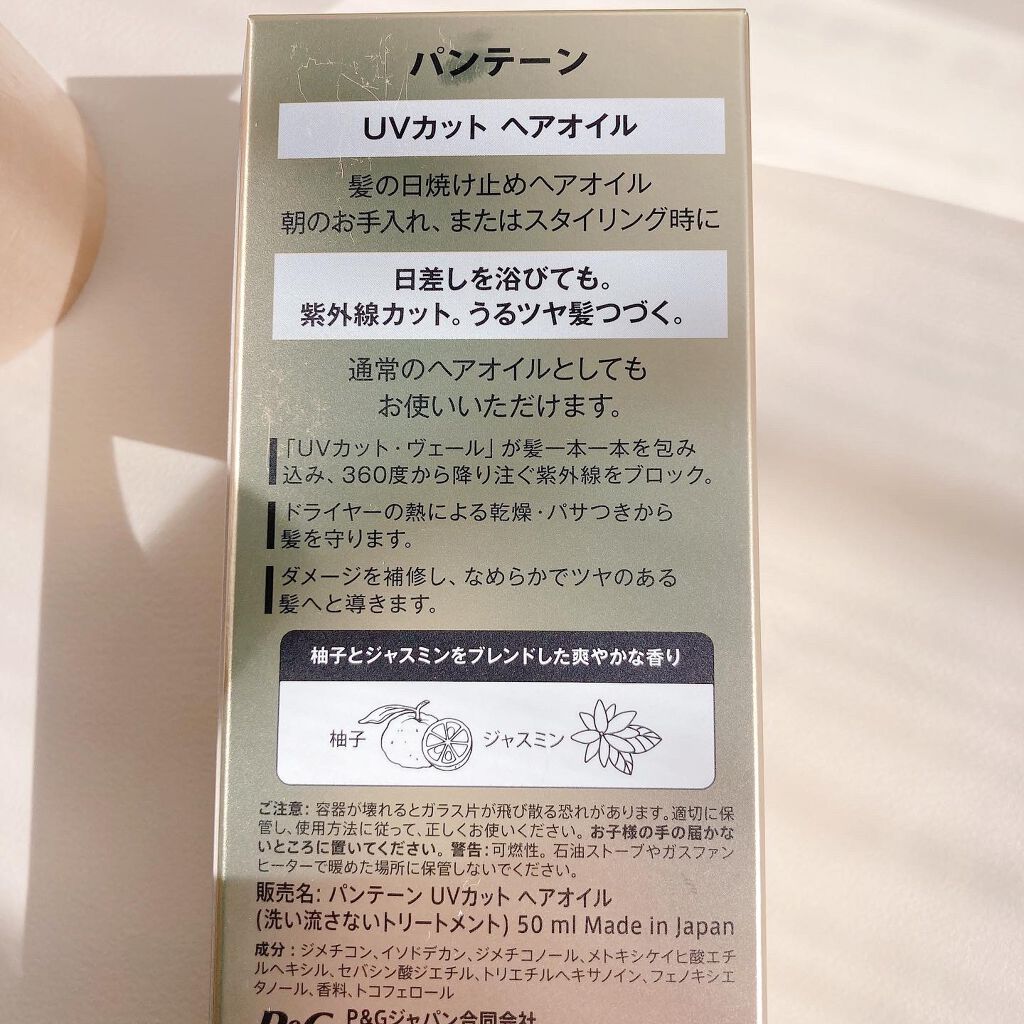 パンテーン
UVカット ヘアオイル
髪の日焼け止めヘアオイル
朝のお手入れ、またはスタイリング時に
日差しを浴びても。
紫外線カット。うるツヤ髪つづく。
通常のヘアオイルとしても
お使いいただけます。
「UVカット・ヴェール」が髪一本一本を包み
込み、360度から降り注ぐ紫外線をブロック。
ドライヤーの熱による乾燥・パサつきから
髪を守ります。
ダメージを補修し、なめらかでツヤのある
髪へと導きます。
柚子とジャスミンをブレンドした爽やかな香り
柚子 ジャスミン
ご注意: 容器が壊れるとガラス片が飛び散る恐れがあります。適切に保
管し、使用方法に従って、正しくお使いください。お子様の手の届かな
いところに置いてください。警告:可燃性。石油ストーブやガスファン
ヒーターで暖めた場所に保管しないでください。
販売名: パンテーン UVカット ヘアオイル
(洗い流さないトリートメント) 50 ml Made in Japan
成分 : ジメチコン、イソドデカン、ジメチコノール、メトキシケイヒ酸エチ
ルヘキシル、セバシン酸ジエチル、トリエチルヘキサノイン、フェノキシエ
タノール、香料、トコフェロール
P&G P&Gジャパン合同会社